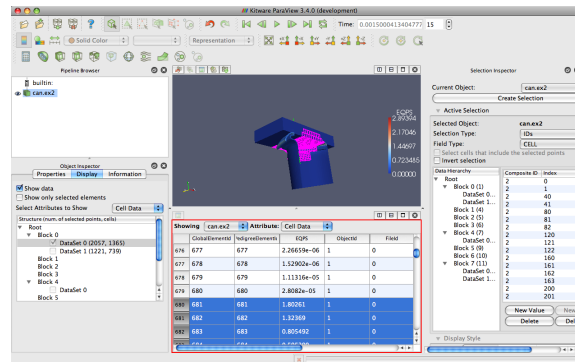 Kitware ParaView 3.4.0 (development)
Time: 0.0015000413404777 15
Solid Color
Representation
Pipeline Browser
builtin:
can.ex2
Object Inspector
Properties Display Information
Show data
Show only selected elements
Select Attributes to Show Cell Data
Structure (num. of selected points, cells)
Root
Block 0
DataSet 0 (2057, 1365)
DataSet 1 (1221, 739)
Block 1
Block 2
Block 3
Block 4
DataSet 0
Block 5
EQPS
2.89394
2.17046
1.44697
0.723485
0.00000
Showing can.ex2 Attribute: Cell Data
GlobalElementId EQPS ObjectId Field
676 677 677 2.26659e-06 1 0
677 678 678 1.52902e-06 1 0
678 679 679 1.11316e-05 1 0
679 680 680 2.8082e-05 1 0
680 681 681 1.80261 1 0
681 682 682 1.32369 1 0
682 683 683 0.805492 1 0
Selection Inspector
Current Object: can.ex2
Create Selection
Active Selection
Selected Object: can.ex2
Selection Type: IDs
Field Type: CELL
Select cells that include the selected points
Invert selection
Data Hierarchy
Root
Block 0 (1)
DataSet 0...
DataSet 1...
Block 1 (4)
Block 2 (5)
Block 3 (6)
Block 4 (7)
DataSet 0...
Block 5 (9)
Block 6 (10)
Block 7 (11)
DataSet 0...
DataSet 1...
Composite ID Index
2 0
2 1
2 40
2 41
2 80
2 81
2 82
2 120
2 121
2 122
2 160
2 161
2 162
2 163
2 200
2 201
New Value New
Delete Del
Display Style